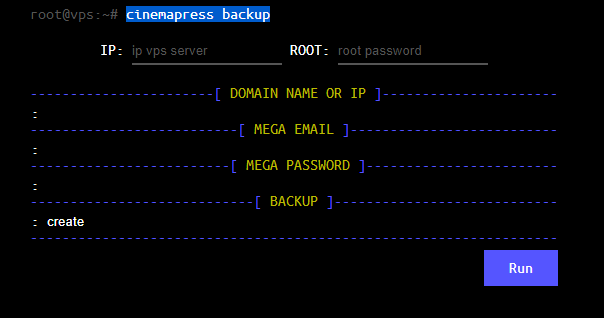 root@vps:~# cinemapress backup
IP: ip vps server ROOT: root password
-----------------------[ DOMAIN NAME OR IP ]----------------------
:
--------------------------[ MEGA EMAIL ]--------------------------
:
-------------------------[ MEGA PASSWORD ]------------------------
:
----------------------------[ BACKUP ]----------------------------
: create
------------------------------------------------------------------
Run